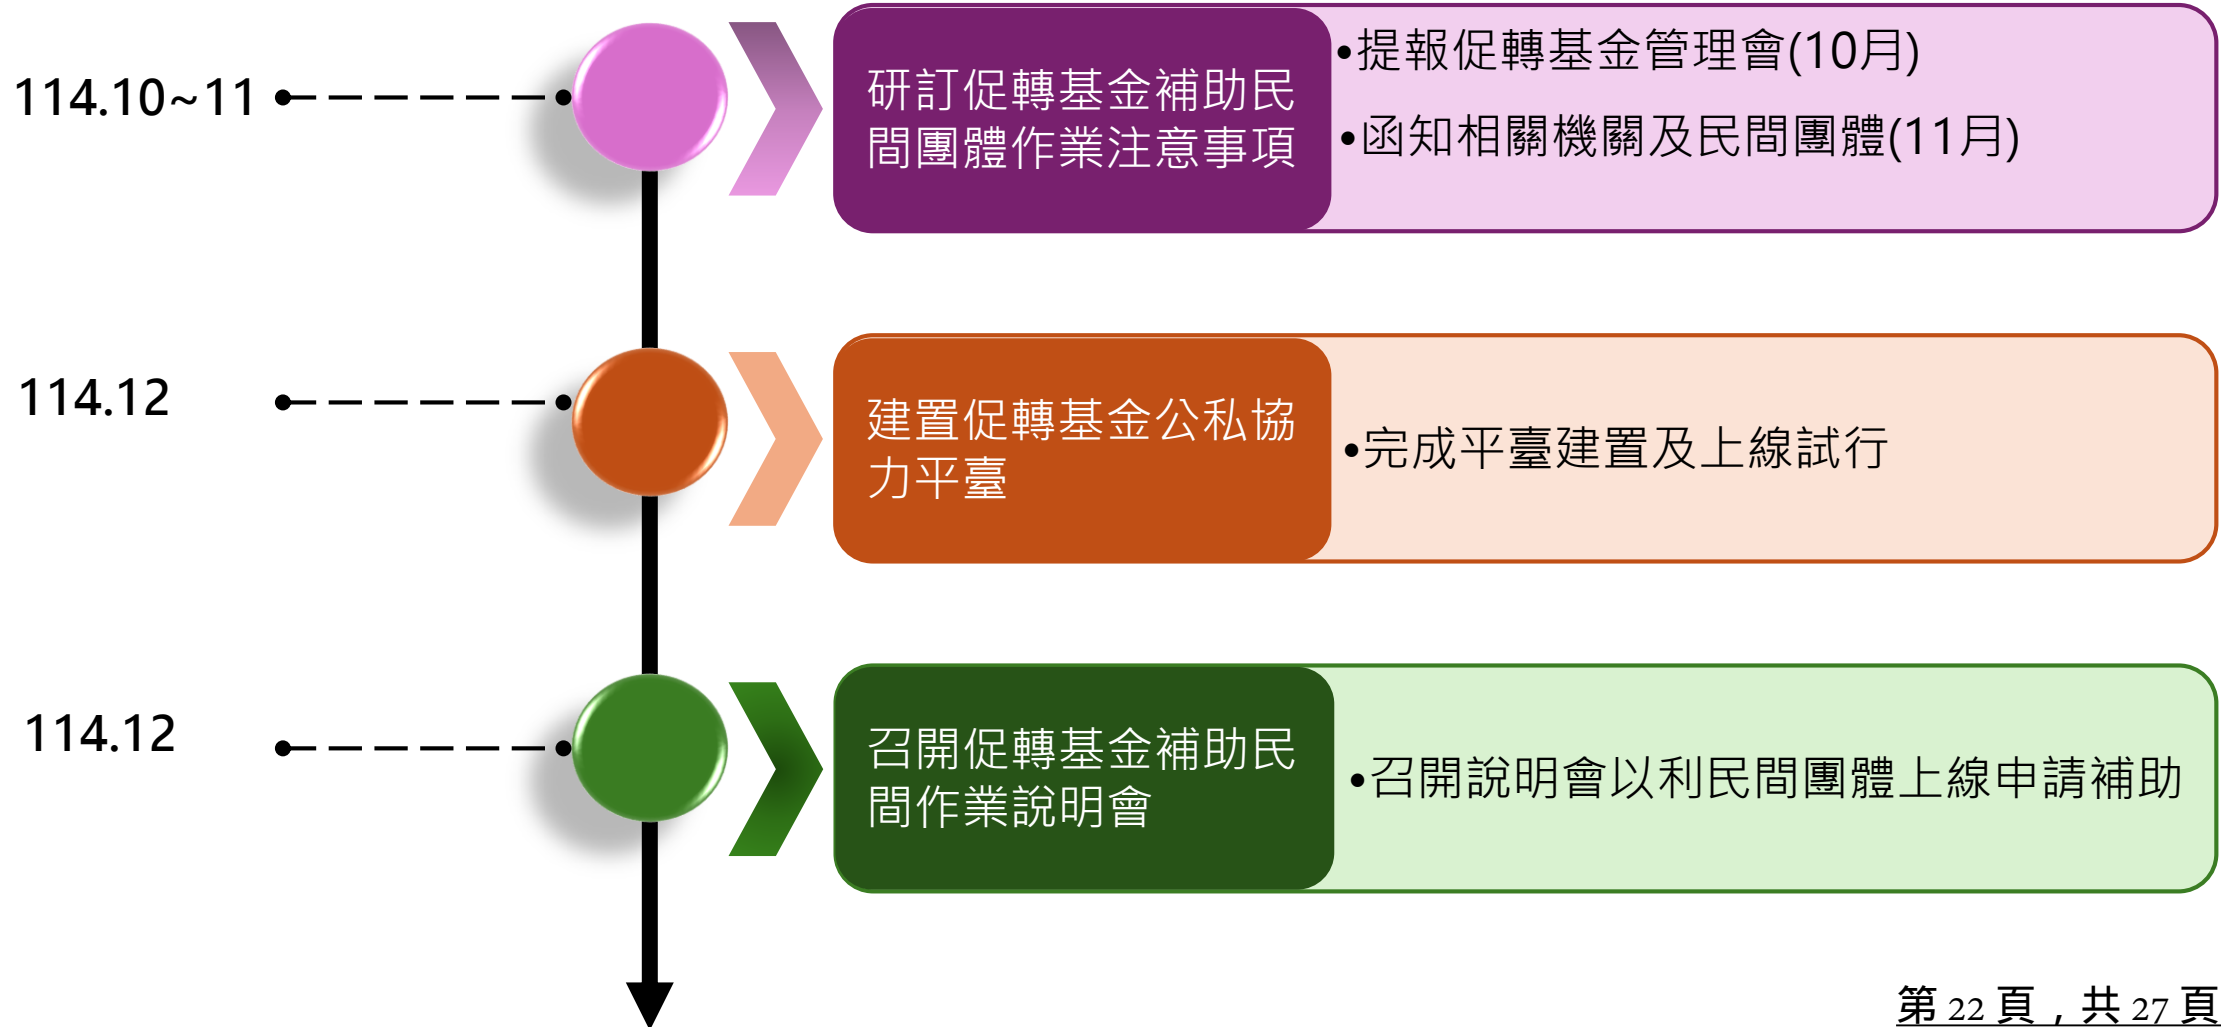 114.10~11
研訂促轉基金補助民
間團體作業注意事項
•提報促轉基金管理會(10月)
•函知相關機關及民間團體(11月)
114.12
建置促轉基金公私協
力平臺
•完成平臺建置及上線試行
114.12
召開促轉基金補助民
間作業說明會
•召開說明會以利民間團體上線申請補助
第 22 頁，共 27 頁